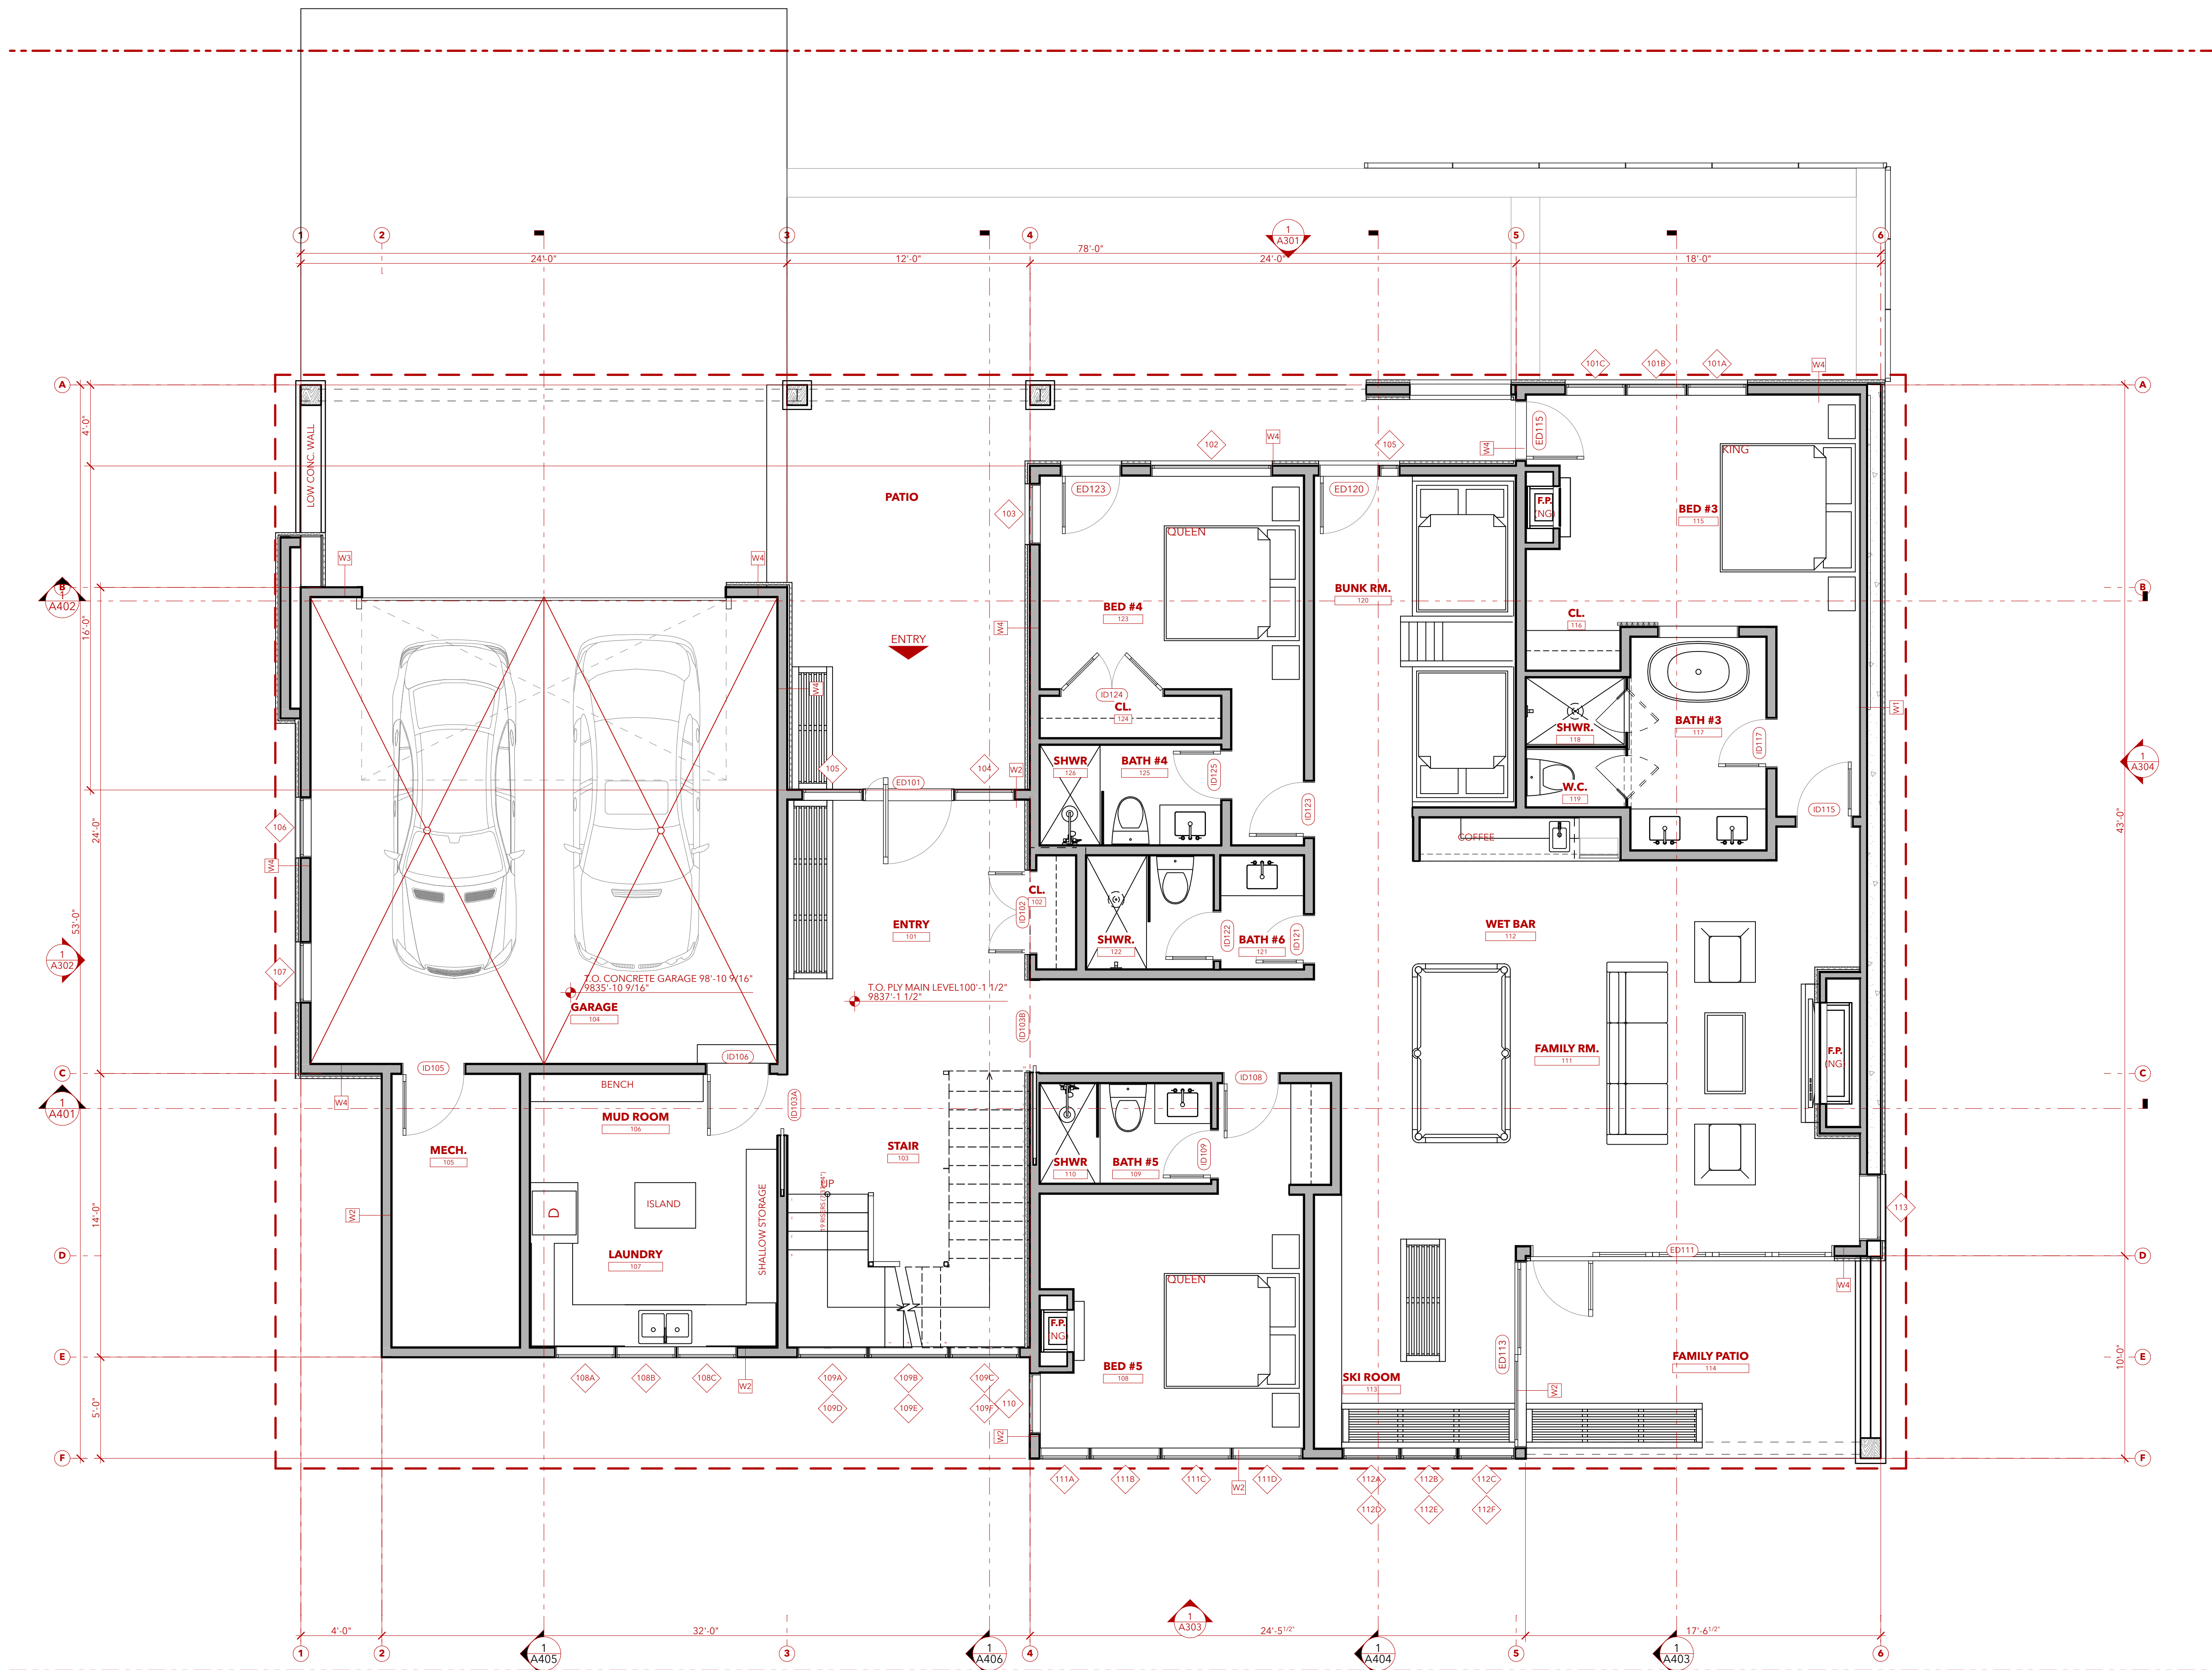 1
2
3
4
5
6
1
A301
78'-0"
24'-0"
12'-0"
24'-0"
18'-0"
101C
101B
101A
W4
A
A
4'-0"
LOW CONC. WALL
102
W4
105
W4
ED115
KING
PATIO
ED123
ED120
F.P.
(NG)
BED #3
115
103
QUEEN
W3
W4
B
1
A402
B
16'-0"
BED #4
123
BUNK RM.
120
CL.
116
W4
ENTRY
W4
ID124
CL.
124
W1
SHWR.
118
BATH #3
117
ID117
SHWR
126
BATH #4
125
ID125
105
ED101
104
W2
W.C.
119
ID123
ID115
1
A304
106
24'-0"
43'-0"
COFFEE
W4
CL.
102
ID102
ENTRY
101
SHWR.
122
ID122
BATH #6
121
ID121
WET BAR
112
53'-0"
1
A302
107
T.O. CONCRETE GARAGE 98'-10 9/16"
9835'-10 9/16"
GARAGE
104
T.O. PLY MAIN LEVEL100'-1 1/2"
9837'-1 1/2"
ID103B
FAMILY RM.
111
F.P.
(NG)
ID105
ID106
ID108
C
C
BENCH
1
A401
W4
ID103A
MUD ROOM
106
MECH.
105
STAIR
103
SHWR
110
BATH #5
109
ID109
UP
ISLAND
D
SHALLOW STORAGE
W2
14'-0"
113
D
LAUNDRY
107
ED111
D
W4
QUEEN
F.P.
(NG)
BED #5
108
ED113
FAMILY PATIO
114
E
E
10'-0"
108A
108B
108C
W2
109A
109B
109C
109D
109E
109F
110
SKI ROOM
113
W2
5'-0"
W2
F
F
111A
111B
111C
111D
W2
112A
112B
112C
112D
112E
112F
1
A303
4'-0"
32'-0"
24'-5 1/2"
17'-6 1/2"
1
2
1
A405
3
1
A406
4
1
A404
5
1
A403
6